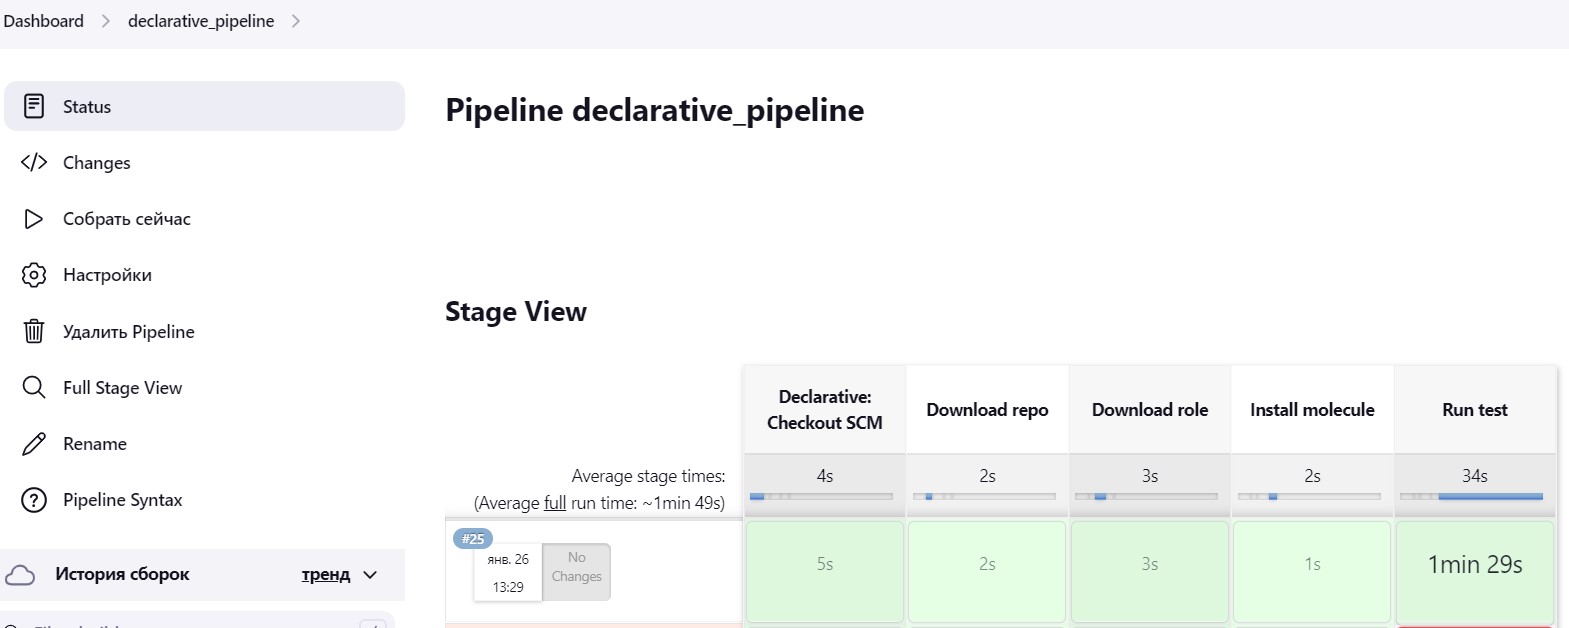 Dashboard > declarative_pipeline >
Status
Changes
Собрать сейчас
Настройки
Удалить Pipeline
Full Stage View
Rename
Pipeline Syntax
История сборок
тренд
Pipeline declarative_pipeline
Stage View
Declarative:
Checkout SCM
Download repo
Download role
Install molecule
Run test
Average stage times:
(Average full run time: ~1min 49s)
4s
2s
3s
2s
34s
#25
янв. 26
13:29
No
Changes
5s
2s
3s
1s
1min 29s